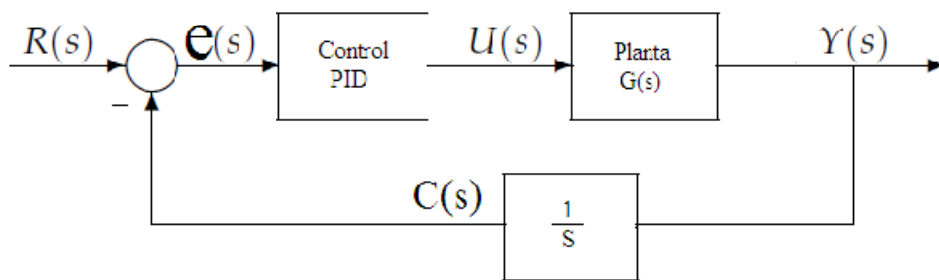 R(s)
e(s)
Control
PID
U(s)
Planta
G(s)
Y(s)
−
C(s)
1
S